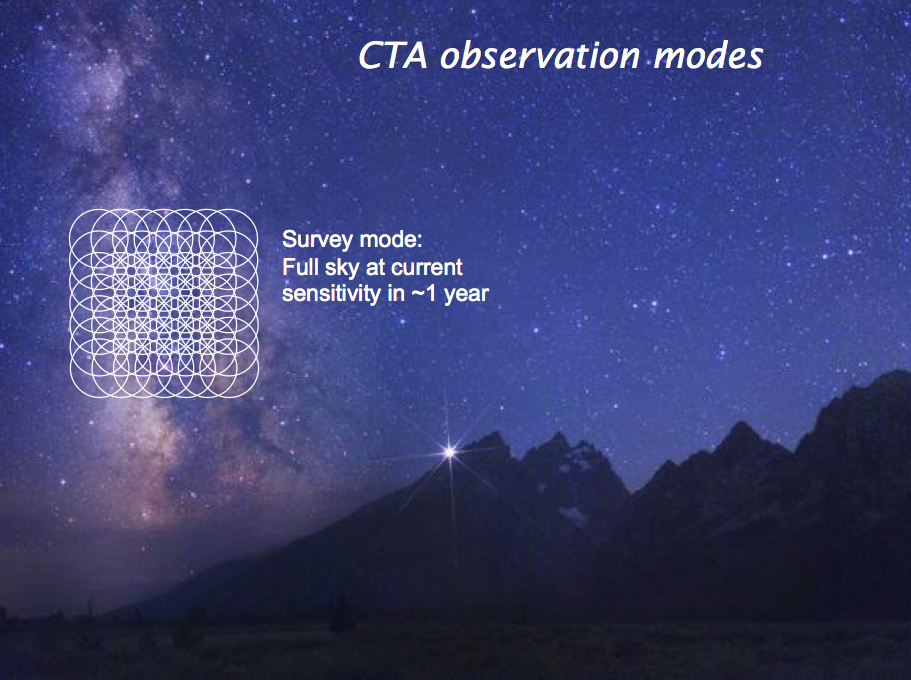 CTA observation modes
Survey mode:
Full sky at current
sensitivity in ~1 year